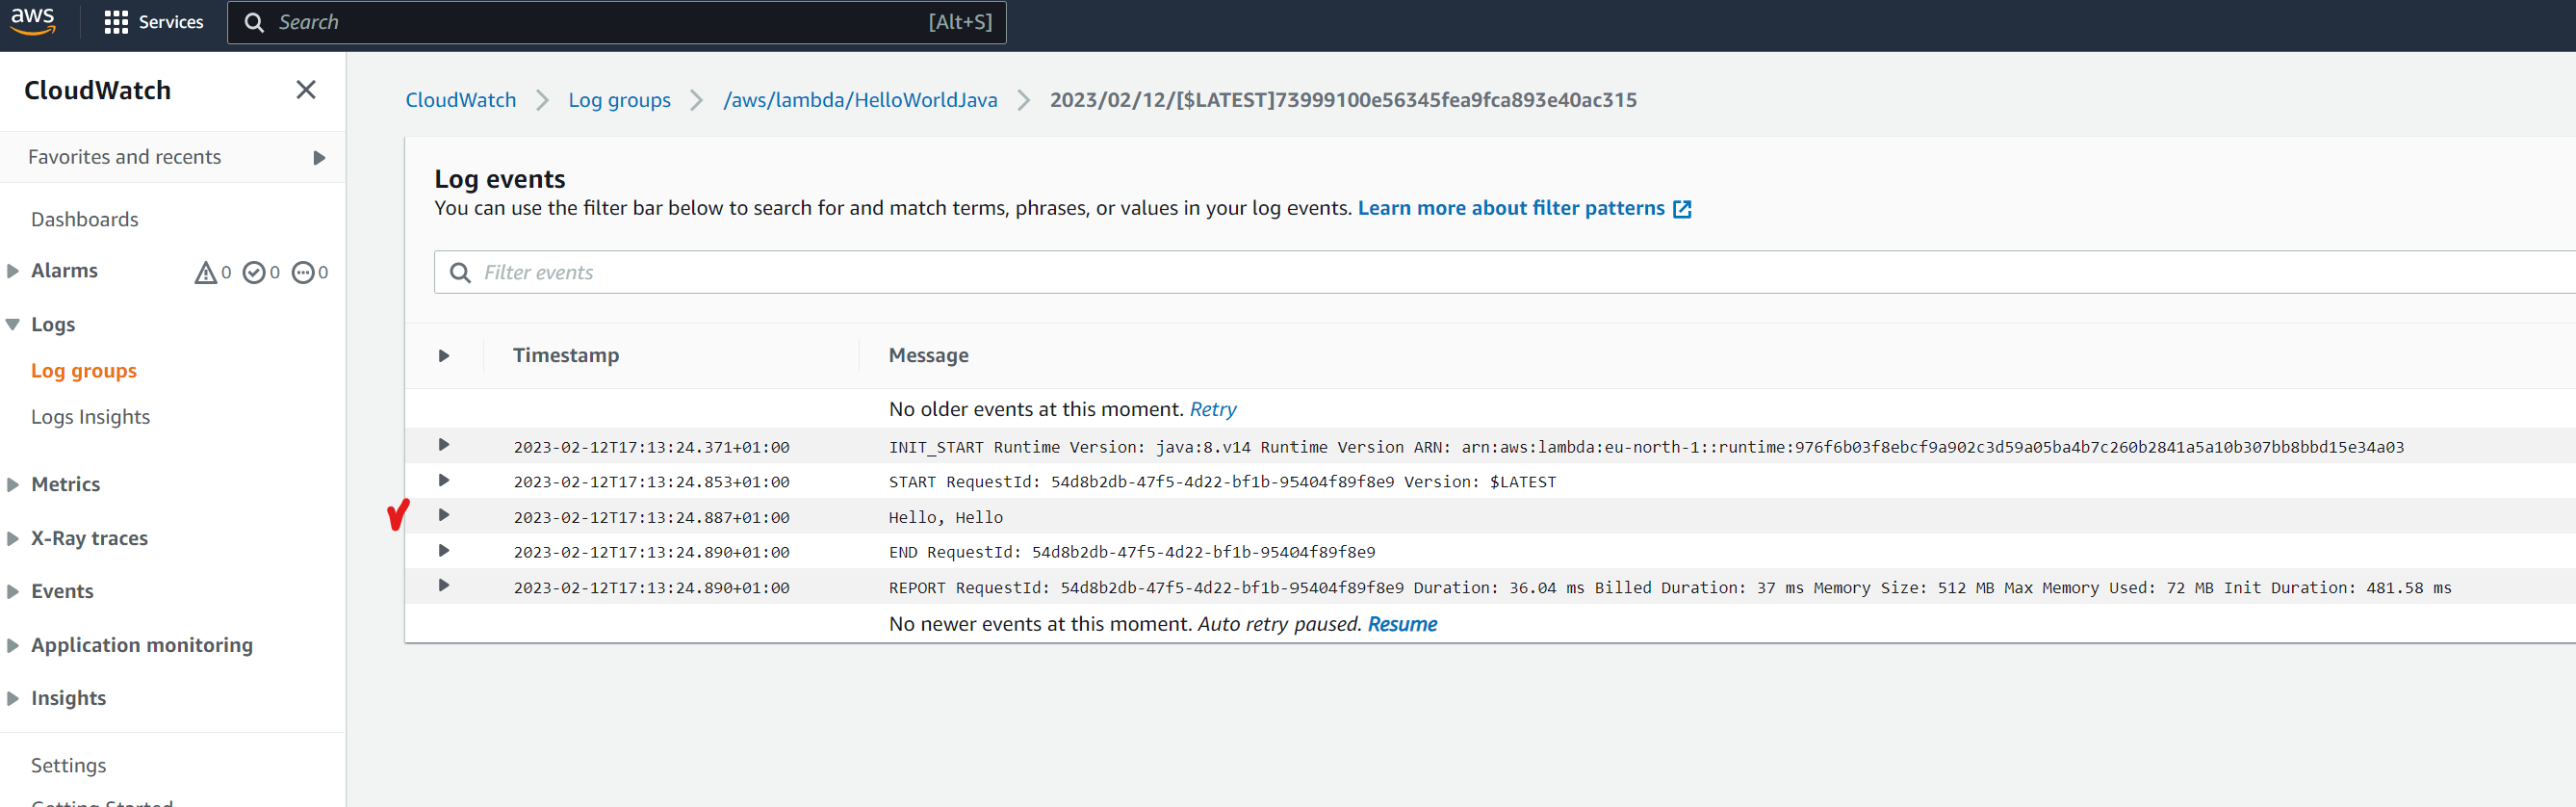 aws Services Search [Alt+S]
CloudWatch
Favorites and recents
Dashboards
Alarms 0 0 0
Logs
Log groups
Logs Insights
Metrics
X-Ray traces
Events
Application monitoring
Insights
Settings
Getting Started
CloudWatch Log groups /aws/lambda/HelloWorldJava 2023/02/12/[$LATEST]73999100e56345fea9fca893e40ac315
Log events
You can use the filter bar below to search for and match terms, phrases, or values in your log events. Learn more about filter patterns
Filter events
Timestamp Message
No older events at this moment. Retry
2023-02-12T17:13:24.371+01:00 INIT_START Runtime Version: java:8.v14 Runtime Version ARN: arn:aws:lambda:eu-north-1::runtime:976f6b03f8ebcf9a902c3d59a05ba4b7c260b2841a5a10b307bb8bbd15e34a03
2023-02-12T17:13:24.853+01:00 START RequestId: 54d8b2db-47f5-4d22-bf1b-95404f89f8e9 Version: $LATEST
2023-02-12T17:13:24.887+01:00 Hello, Hello
2023-02-12T17:13:24.890+01:00 END RequestId: 54d8b2db-47f5-4d22-bf1b-95404f89f8e9
2023-02-12T17:13:24.890+01:00 REPORT RequestId: 54d8b2db-47f5-4d22-bf1b-95404f89f8e9 Duration: 36.04 ms Billed Duration: 37 ms Memory Size: 512 MB Max Memory Used: 72 MB Init Duration: 481.58 ms
No newer events at this moment. Auto retry paused. Resume